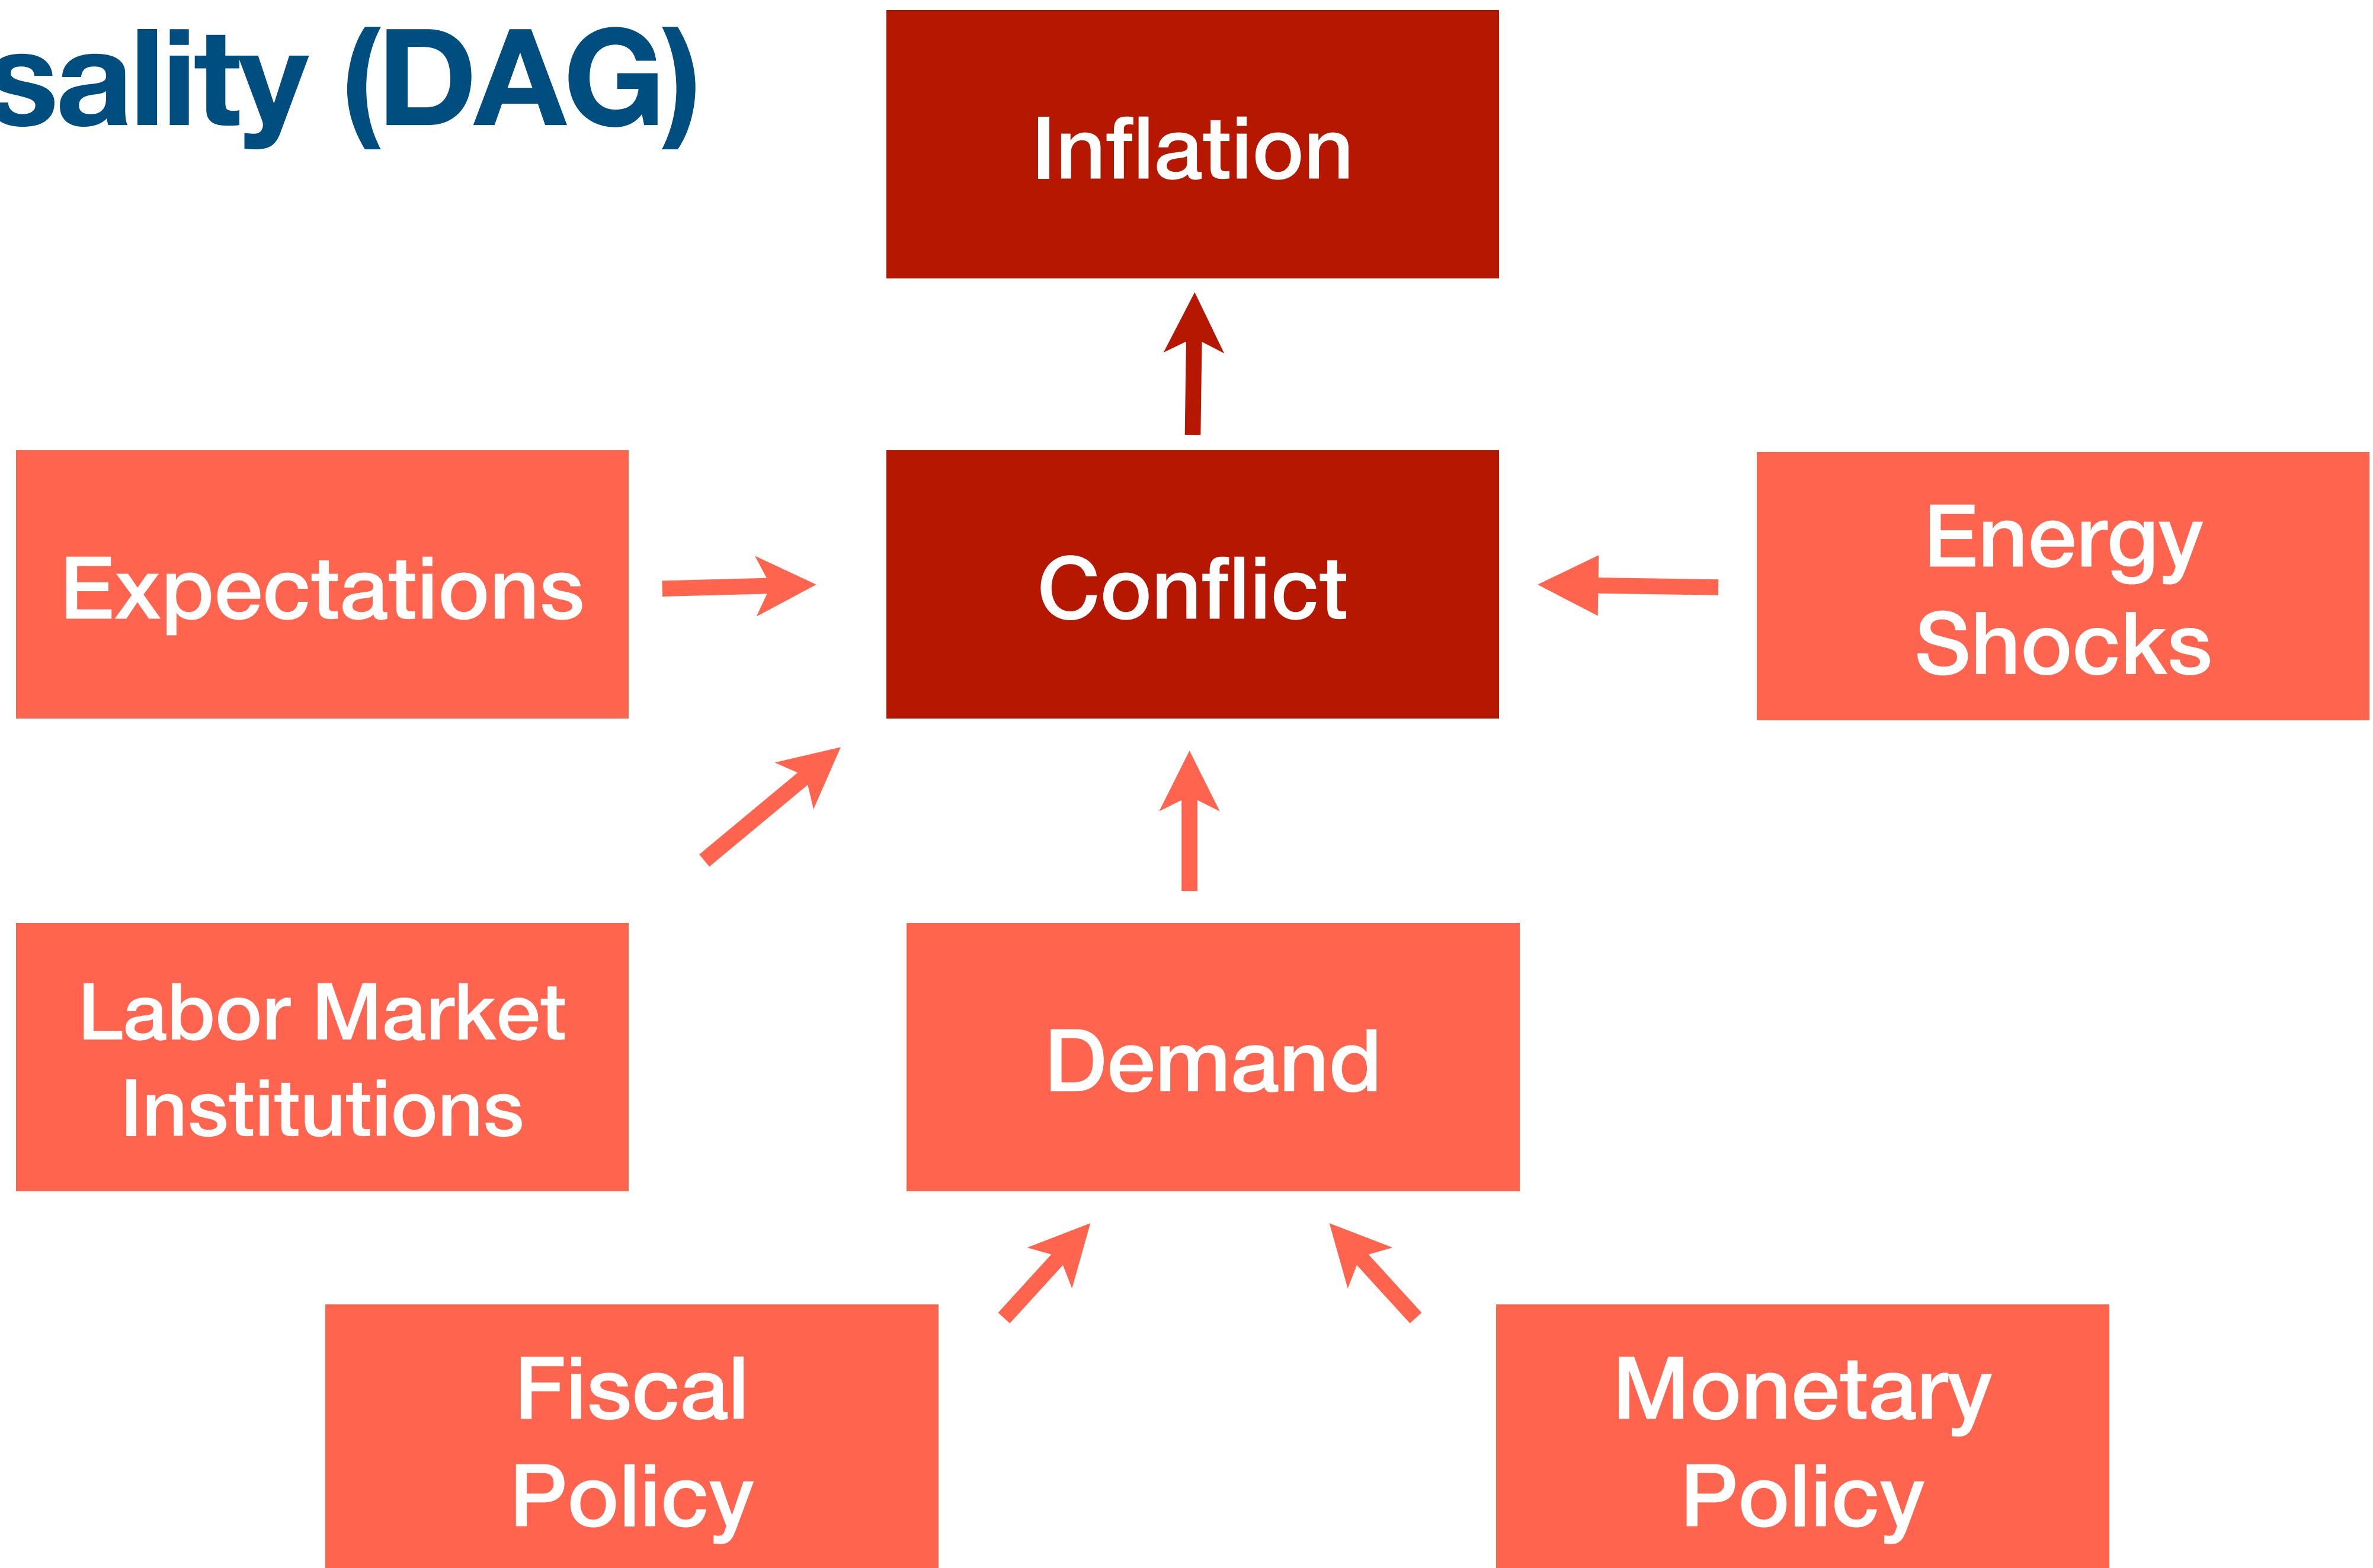 sality (DAG)
Inflation
Expectations
Conflict
Energy
Shocks
Labor Market
Institutions
Demand
Fiscal
Policy
Monetary
Policy